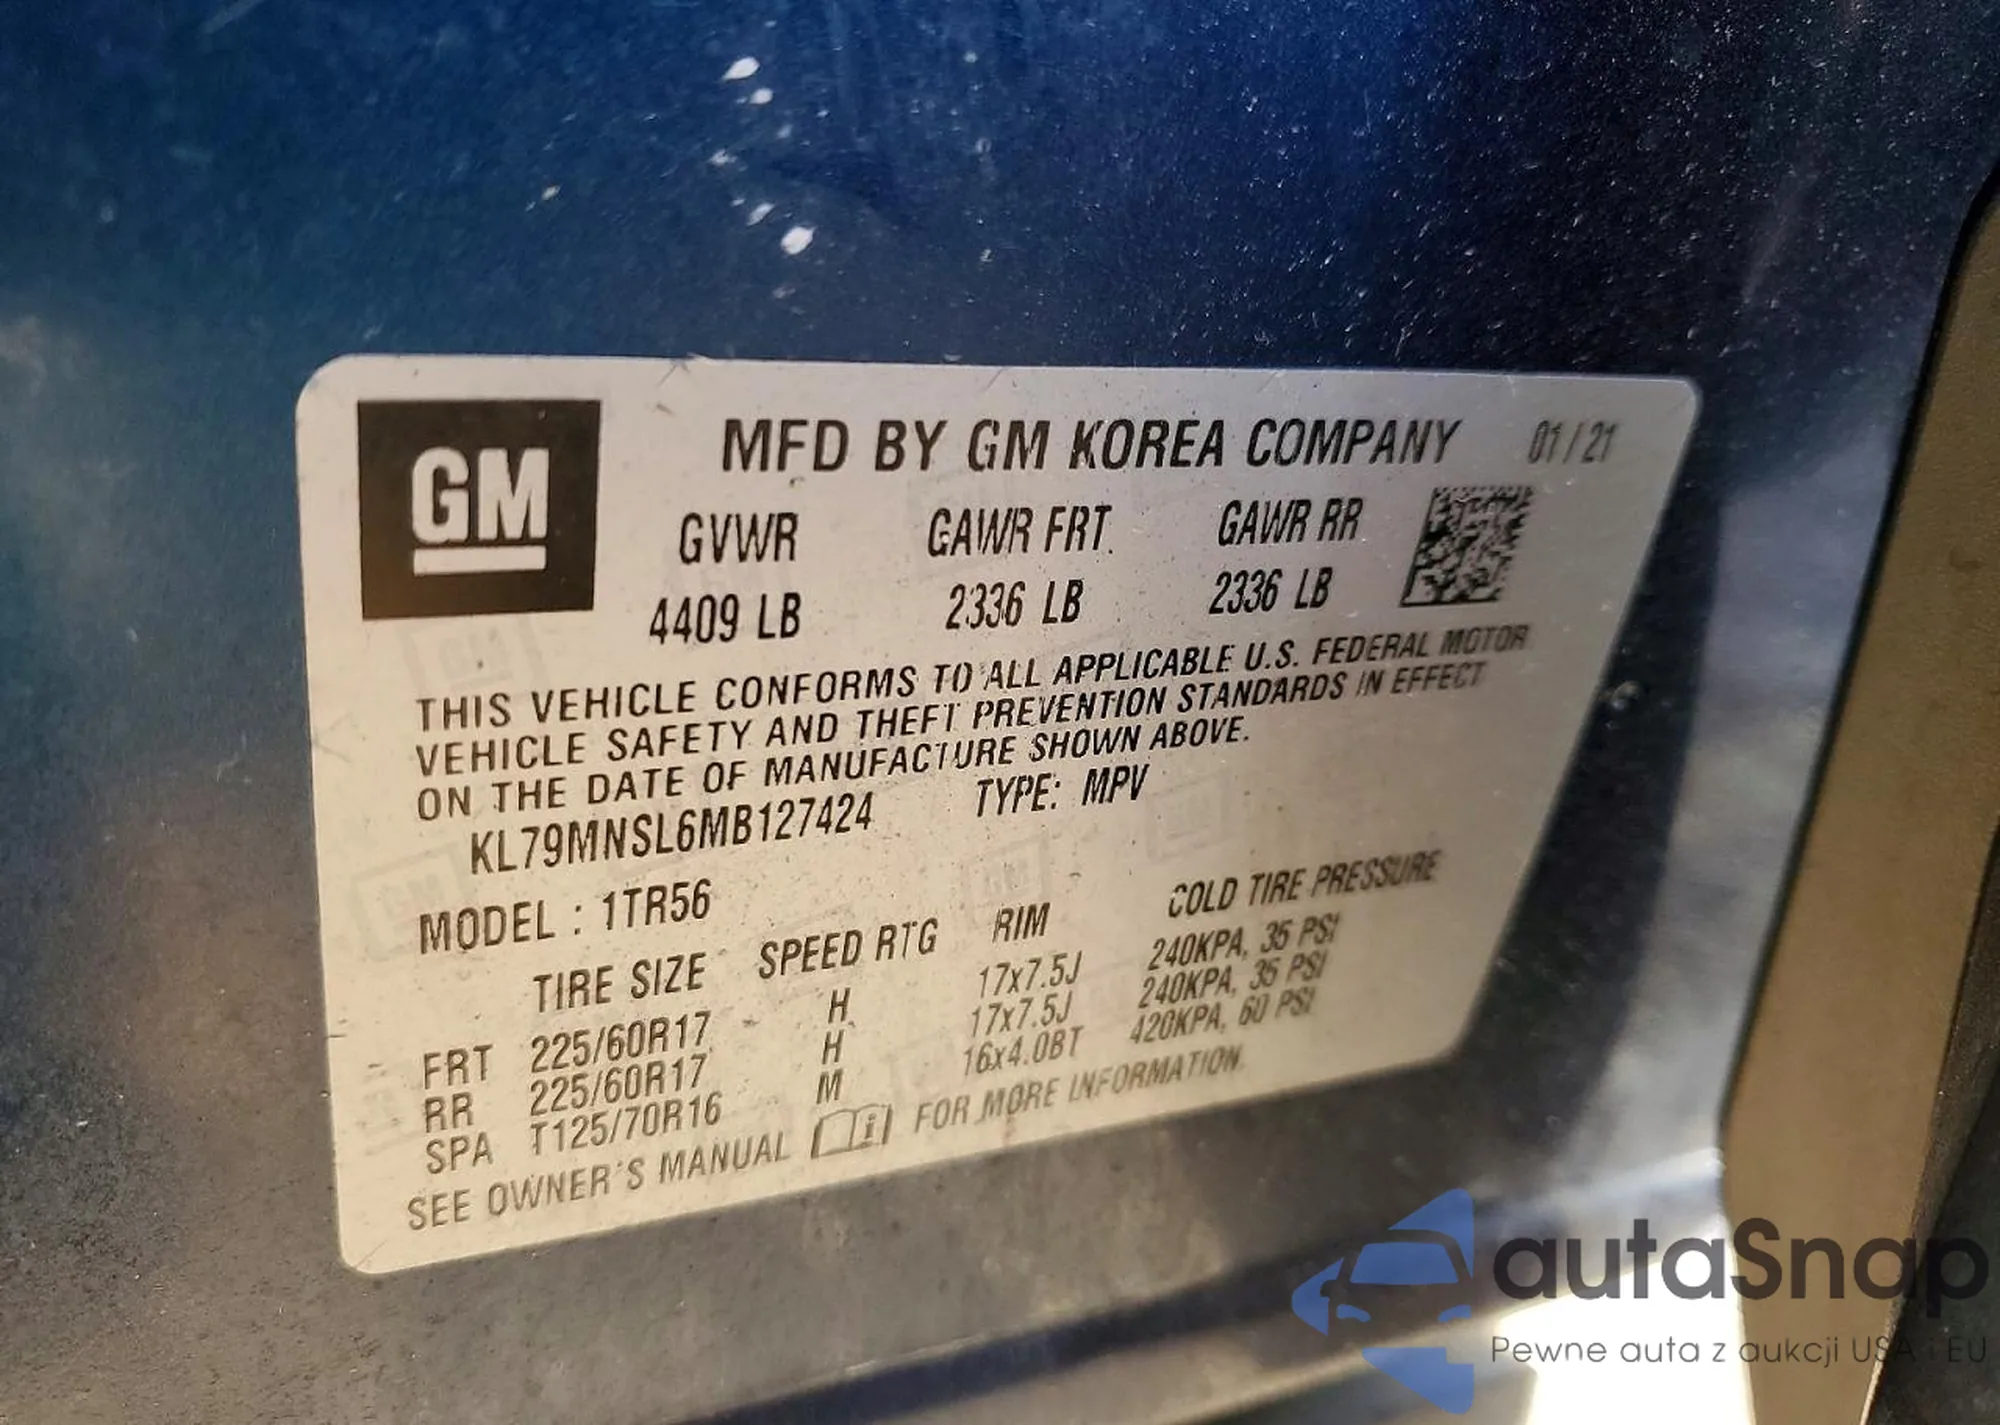 GM
MFD BY GM KOREA COMPANY 01/21
GVWR GAWR FRT GAWR RR
4409 LB 2336 LB 2336 LB
THIS VEHICLE CONFORMS TO ALL APPLICABLE U.S. FEDERAL MOTOR
VEHICLE SAFETY AND THEFT PREVENTION STANDARDS IN EFFECT
ON THE DATE OF MANUFACTURE SHOWN ABOVE.
KL79MNSL6MB127424 TYPE: MPV
MODEL : 1TR56
TIRE SIZE SPEED RTG RIM COLD TIRE PRESSURE
FRT 225/60R17 H 17x7.5J 240KPA, 35 PSI
RR 225/60R17 H 17x7.5J 240KPA, 35 PSI
SPA T125/70R16 M 16x4.0BT 420KPA, 60 PSI
SEE OWNER'S MANUAL FOR MORE INFORMATION.
autaSnap
Pewne auta z aukcji USA i EU